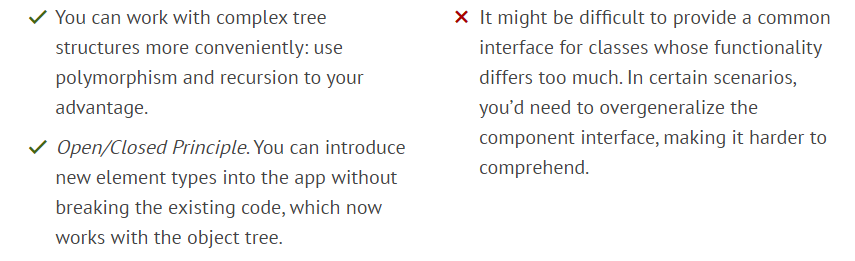 You can work with complex tree
structures more conveniently: use
polymorphism and recursion to your
advantage.
Open/Closed Principle. You can introduce
new element types into the app without
breaking the existing code, which now
works with the object tree.
It might be difficult to provide a common
interface for classes whose functionality
differs too much. In certain scenarios,
you’d need to overgeneralize the
component interface, making it harder to
comprehend.